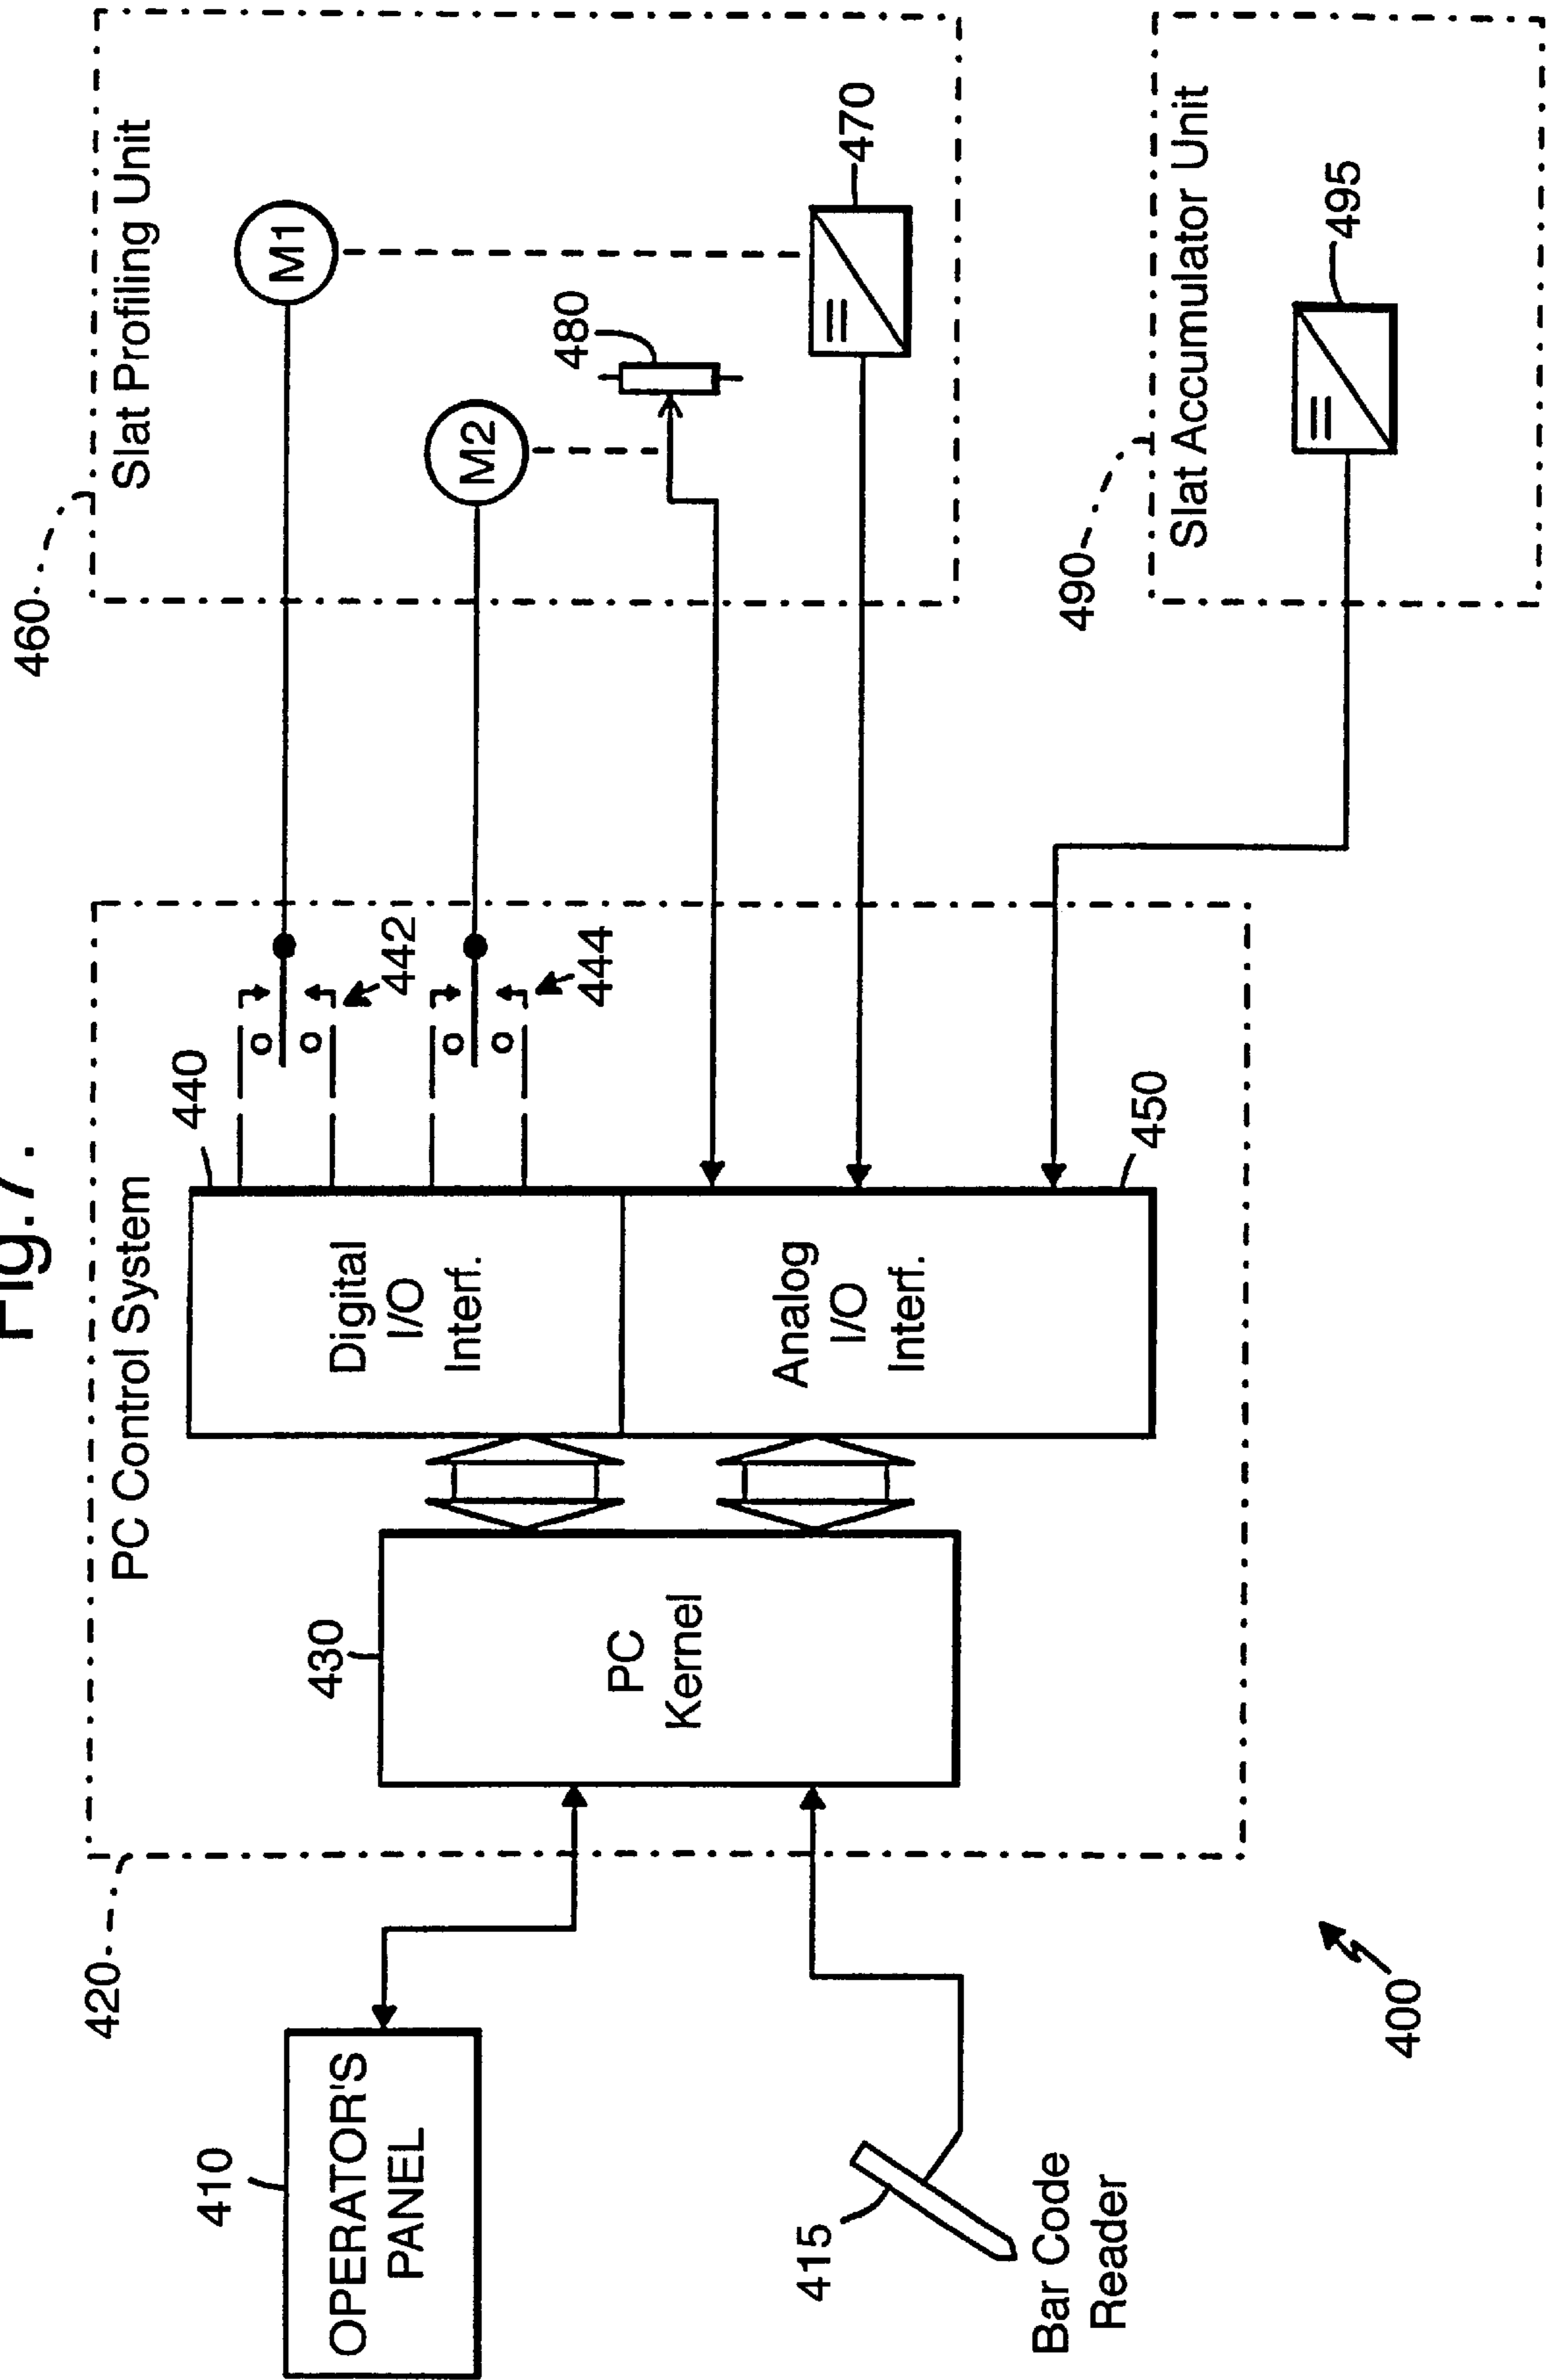 Fig.7.
460
Slat Profiling Unit
M1
M2
480
470
PC Control System
440
442
444
450
Digital
I/O
Interf.
Analog
I/O
Interf.
430
PC
Kernel
420
410
OPERATOR'S
PANEL
415
Bar Code
Reader
490
Slat Accumulator Unit
495
400